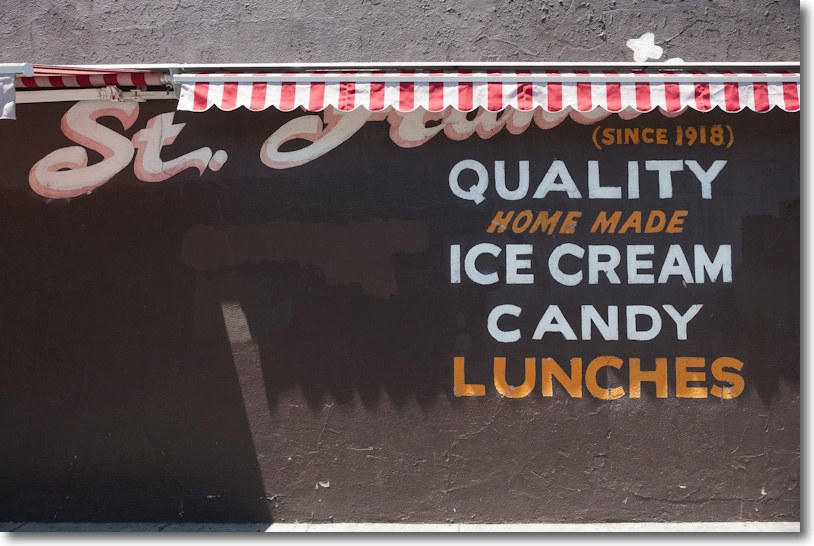 St.
(SINCE 1918)
QUALITY
HOME MADE
ICE CREAM
CANDY
LUNCHES